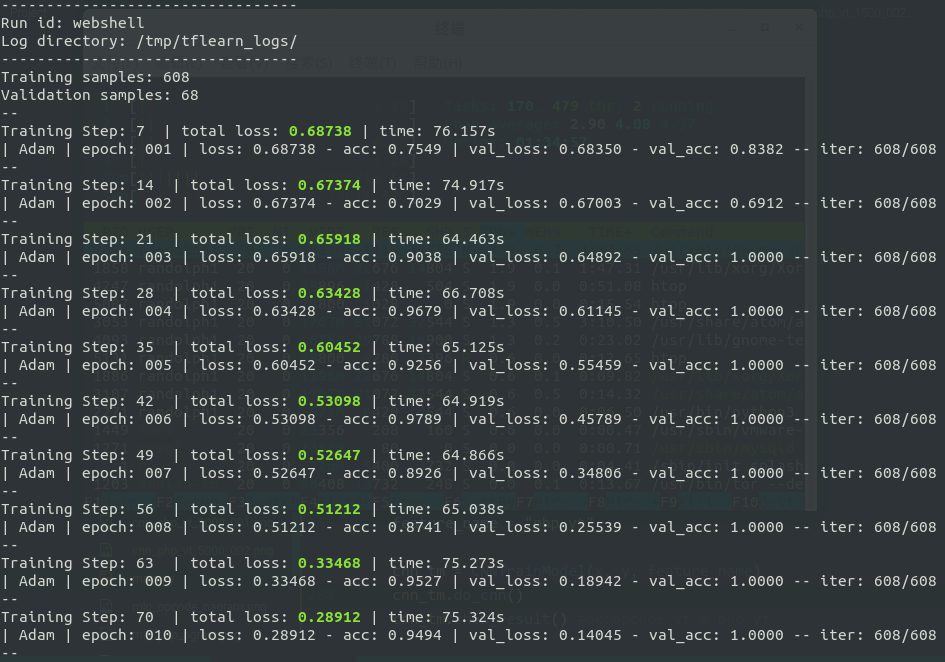 ---------------------------------
Run id: webshell
Log directory: /tmp/tflearn_logs/
---------------------------------
Training samples: 608
Validation samples: 68
--
Training Step: 7  | total loss: 0.68738 | time: 76.157s
| Adam | epoch: 001 | loss: 0.68738 - acc: 0.7549 | val_loss: 0.68350 - val_acc: 0.8382 -- iter: 608/608
--
Training Step: 14  | total loss: 0.67374 | time: 74.917s
| Adam | epoch: 002 | loss: 0.67374 - acc: 0.7029 | val_loss: 0.67003 - val_acc: 0.6912 -- iter: 608/608
--
Training Step: 21  | total loss: 0.65918 | time: 64.463s
| Adam | epoch: 003 | loss: 0.65918 - acc: 0.9038 | val_loss: 0.64892 - val_acc: 1.0000 -- iter: 608/608
--
Training Step: 28  | total loss: 0.63428 | time: 66.708s
| Adam | epoch: 004 | loss: 0.63428 - acc: 0.9679 | val_loss: 0.61145 - val_acc: 1.0000 -- iter: 608/608
--
Training Step: 35  | total loss: 0.60452 | time: 65.125s
| Adam | epoch: 005 | loss: 0.60452 - acc: 0.9256 | val_loss: 0.55459 - val_acc: 1.0000 -- iter: 608/608
--
Training Step: 42  | total loss: 0.53098 | time: 64.919s
| Adam | epoch: 006 | loss: 0.53098 - acc: 0.9789 | val_loss: 0.45789 - val_acc: 1.0000 -- iter: 608/608
--
Training Step: 49  | total loss: 0.52647 | time: 64.866s
| Adam | epoch: 007 | loss: 0.52647 - acc: 0.8926 | val_loss: 0.34806 - val_acc: 1.0000 -- iter: 608/608
--
Training Step: 56  | total loss: 0.51212 | time: 65.038s
| Adam | epoch: 008 | loss: 0.51212 - acc: 0.8741 | val_loss: 0.25539 - val_acc: 1.0000 -- iter: 608/608
--
Training Step: 63  | total loss: 0.33468 | time: 75.273s
| Adam | epoch: 009 | loss: 0.33468 - acc: 0.9527 | val_loss: 0.18942 - val_acc: 1.0000 -- iter: 608/608
--
Training Step: 70  | total loss: 0.28912 | time: 75.324s
| Adam | epoch: 010 | loss: 0.28912 - acc: 0.9494 | val_loss: 0.14045 - val_acc: 1.0000 -- iter: 608/608
--